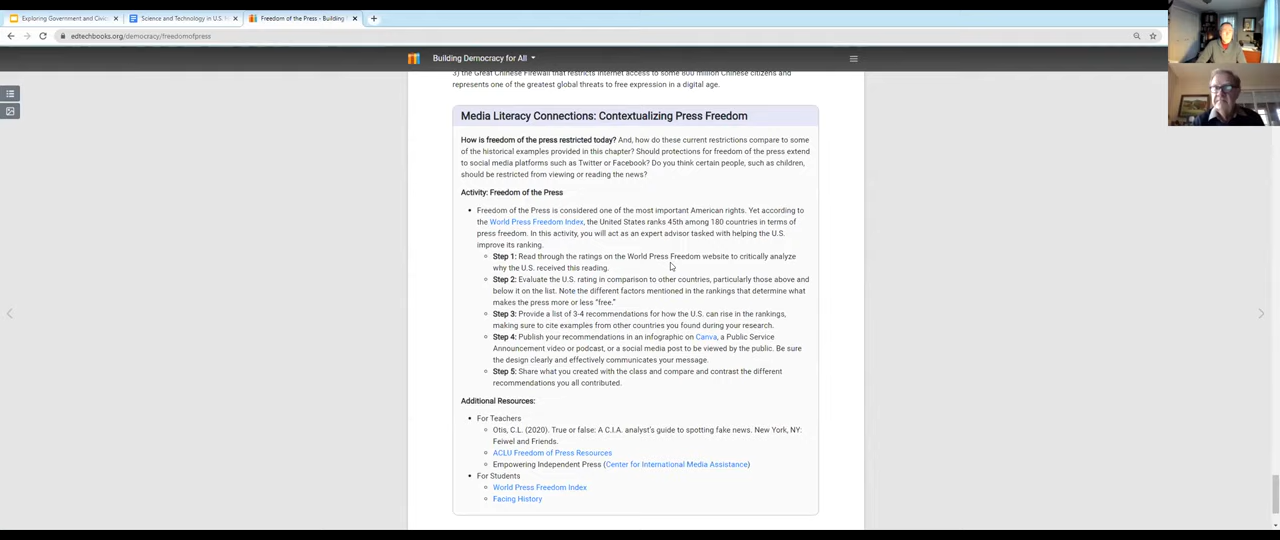 Exploring Government and Civic
Science and Technology in U.S. M
Freedom of the Press - Building
edtechbooks.org/democracy/freedomofpress
Building Democracy for All
3) the Great Chinese Firewall that restricts internet access to some 800 million Chinese citizens and
represents one of the greatest global threats to free expression in a digital age.
Media Literacy Connections: Contextualizing Press Freedom
How is freedom of the press restricted today? And, how do these current restrictions compare to some
of the historical examples provided in this chapter? Should protections for freedom of the press extend
to social media platforms such as Twitter or Facebook? Do you think certain people, such as children,
should be restricted from viewing or reading the news?
Activity: Freedom of the Press
• Freedom of the Press is considered one of the most important American rights. Yet according to
the World Press Freedom Index, the United States ranks 45th among 180 countries in terms of
press freedom. In this activity, you will act as an expert advisor tasked with helping the U.S.
improve its ranking.
Step 1: Read through the ratings on the World Press Freedom website to critically analyze
why the U.S. received this reading.
Step 2: Evaluate the U.S. rating in comparison to other countries, particularly those above and
below it on the list. Note the different factors mentioned in the rankings that determine what
makes the press more or less “free.”
Step 3: Provide a list of 3-4 recommendations for how the U.S. can rise in the rankings,
making sure to cite examples from other countries you found during your research.
Step 4: Publish your recommendations in an infographic on Canva, a Public Service
Announcement video or podcast, or a social media post to be viewed by the public. Be sure
the design clearly and effectively communicates your message.
Step 5: Share what you created with the class and compare and contrast the different
recommendations you all contributed.
Additional Resources:
• For Teachers
Otis, C.L. (2020). True or false: A C.I.A. analyst's guide to spotting fake news. New York, NY:
Feiwel and Friends.
ACLU Freedom of Press Resources
Empowering Independent Press (Center for International Media Assistance)
• For Students
World Press Freedom Index
Facing History